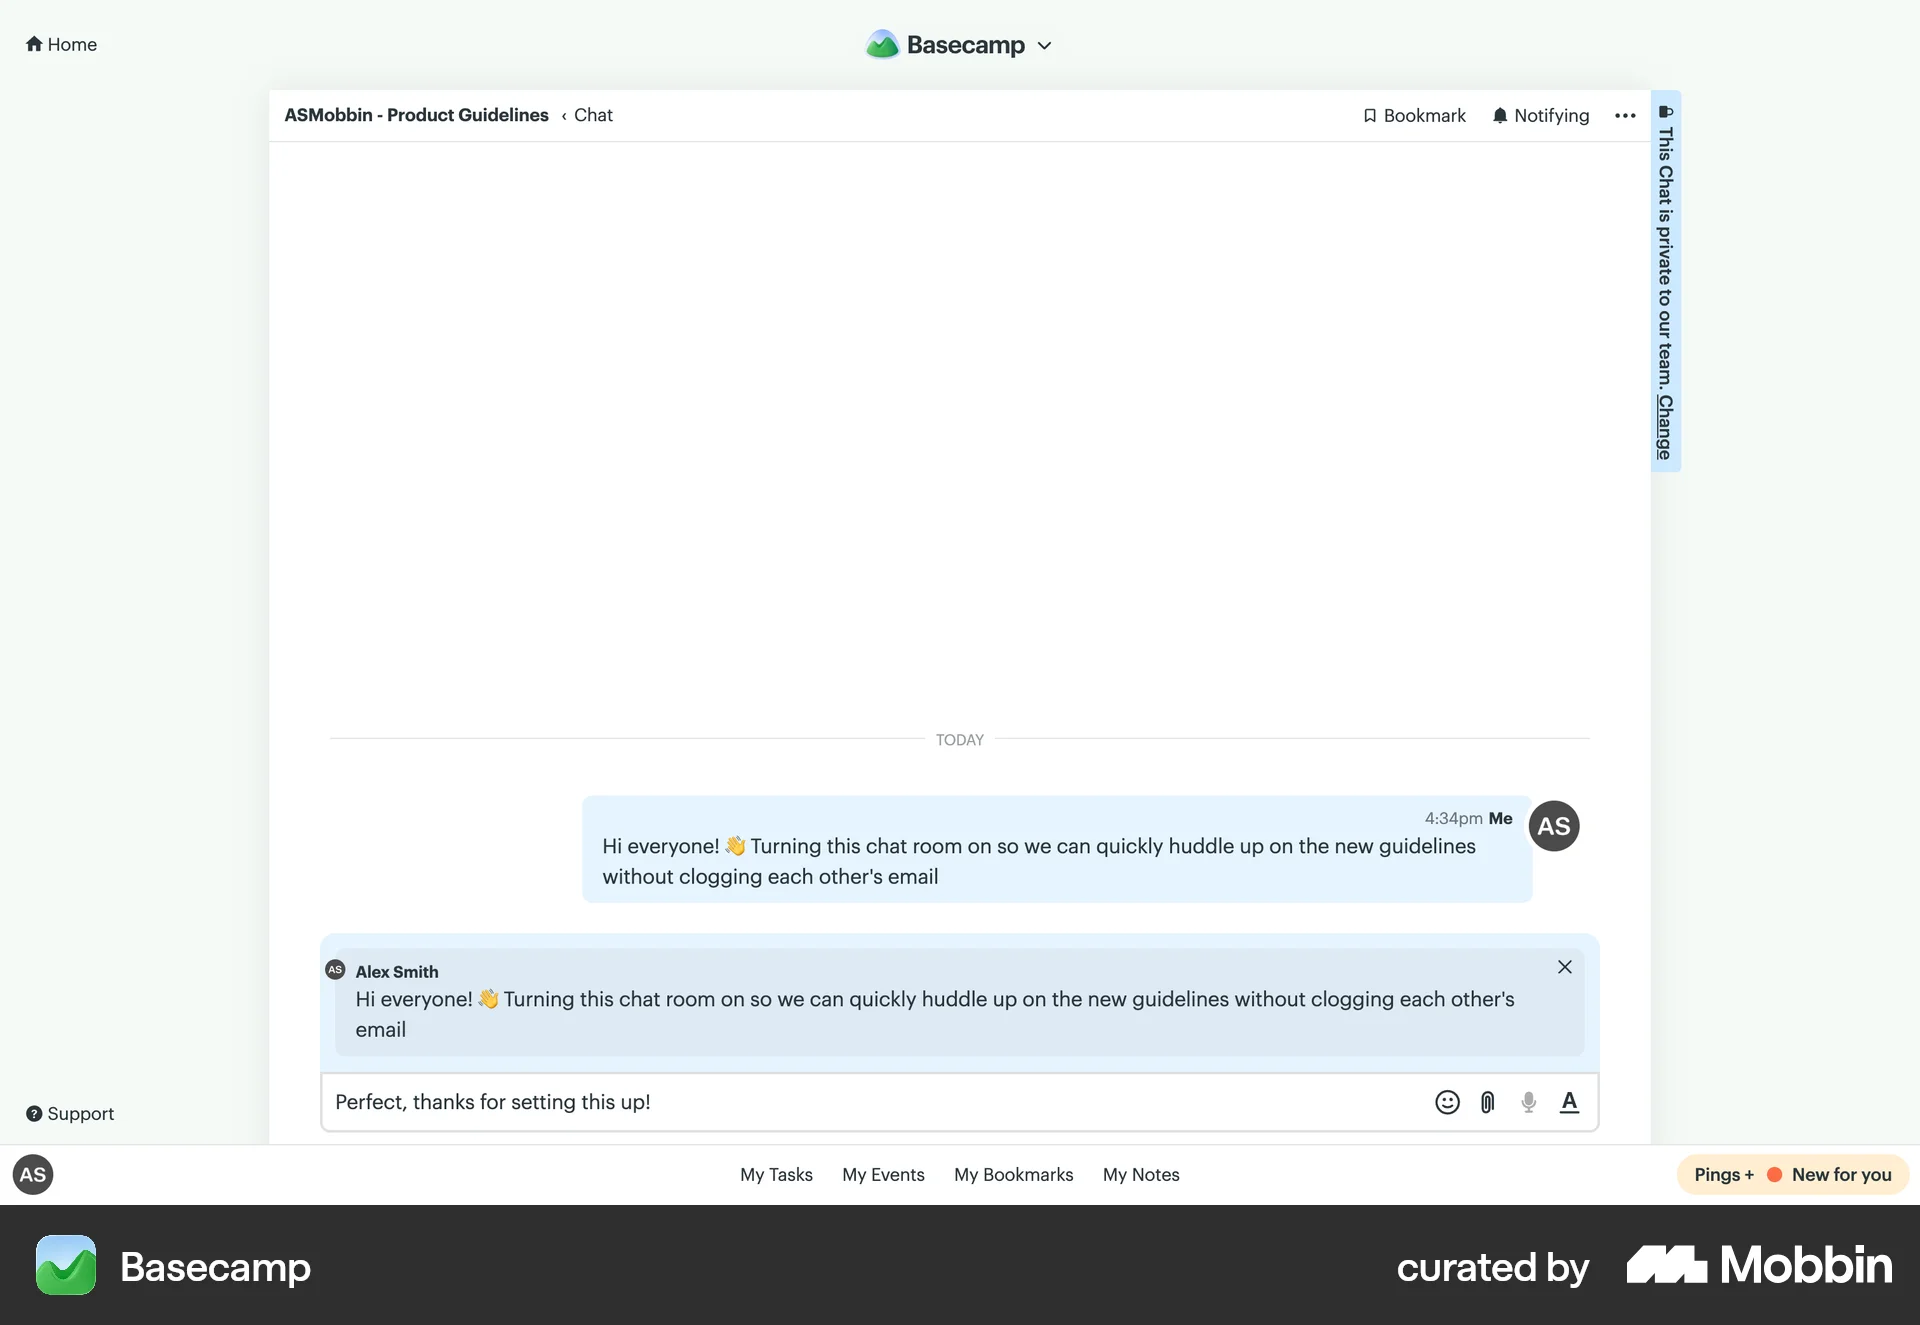 Home
Basecamp
ASMobbin - Product Guidelines ‹ Chat
Bookmark
Notifying
This Chat is private to our team. Change
TODAY
4:34pm Me
AS
Hi everyone! 👋 Turning this chat room on so we can quickly huddle up on the new guidelines
without clogging each other's email
AS
Alex Smith
Hi everyone! 👋 Turning this chat room on so we can quickly huddle up on the new guidelines without clogging each other's
email
Perfect, thanks for setting this up!
A
Support
AS
My Tasks
My Events
My Bookmarks
My Notes
Pings +
New for you
Basecamp
curated by
Mobbin